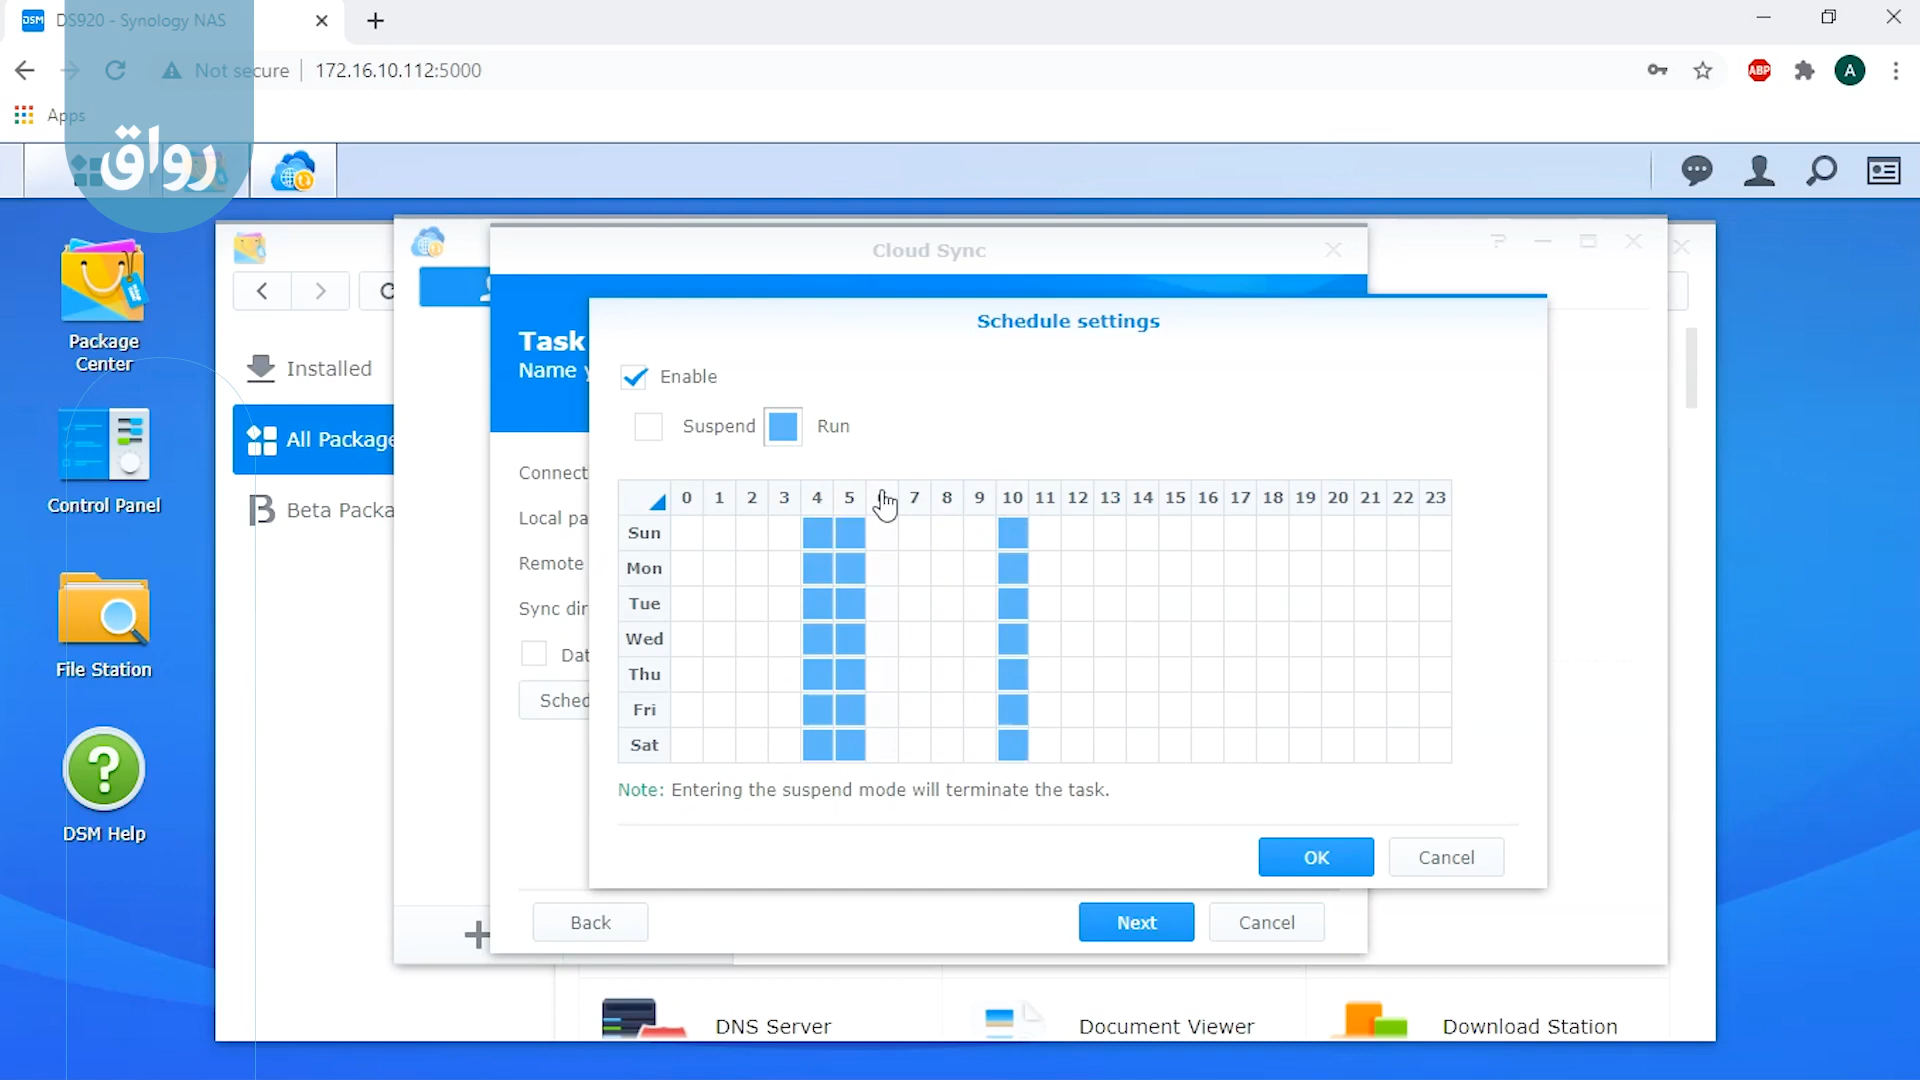 DSM DS920 - Synology NAS
Not secure 172.16.10.112:5000
ABP
A
Apps
رواق
Package
Center
Control Panel
File Station
DSM Help
Installed
All Package
Beta Packa
Cloud Sync
Task
Name y
Connect
Local pa
Remote
Sync dir
Dat
Sched
Schedule settings
Enable
Suspend Run
0 1 2 3 4 5 7 8 9 10 11 12 13 14 15 16 17 18 19 20 21 22 23
Sun
Mon
Tue
Wed
Thu
Fri
Sat
Note: Entering the suspend mode will terminate the task.
OK Cancel
Back Next Cancel
DNS Server Document Viewer Download Station